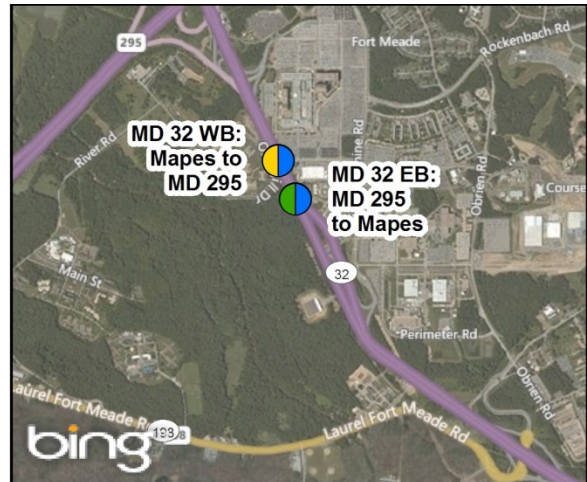 295
Fort Meade
Rockenbach Rd
MD 32 WB:
Mapes to
MD 295
River Rd
MD 32 EB:
MD 295
to Mapes
Obrien Rd
Course
Main St
32
Perimeter Rd
Obrien Rd
Laurel Fort Meade Rd
198
Laurel Fort Meade Rd
bing